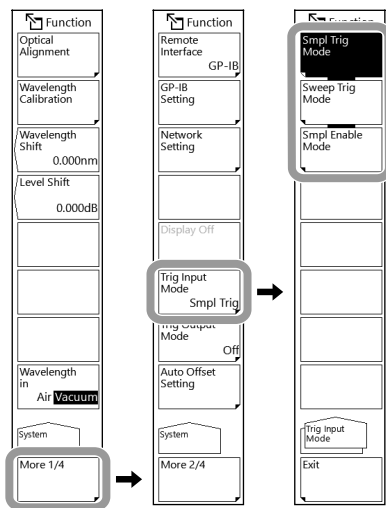 Function
Optical
Alignment
Wavelength
Calibration
Wavelength
Shift
0.000nm
Level Shift
0.000dB
Wavelength
in
Air Vacuum
System
More 1/4
Function
Remote
Interface
GP-IB
GP-IB
Setting
Network
Setting
Display Off
Trig Input
Mode
Smpl Trig
Trig Output
Mode
Off
Auto Offset
Setting
System
More 2/4
Function
Smpl Trig
Mode
Sweep Trig
Mode
Smpl Enable
Mode
Trig Input
Mode
Exit